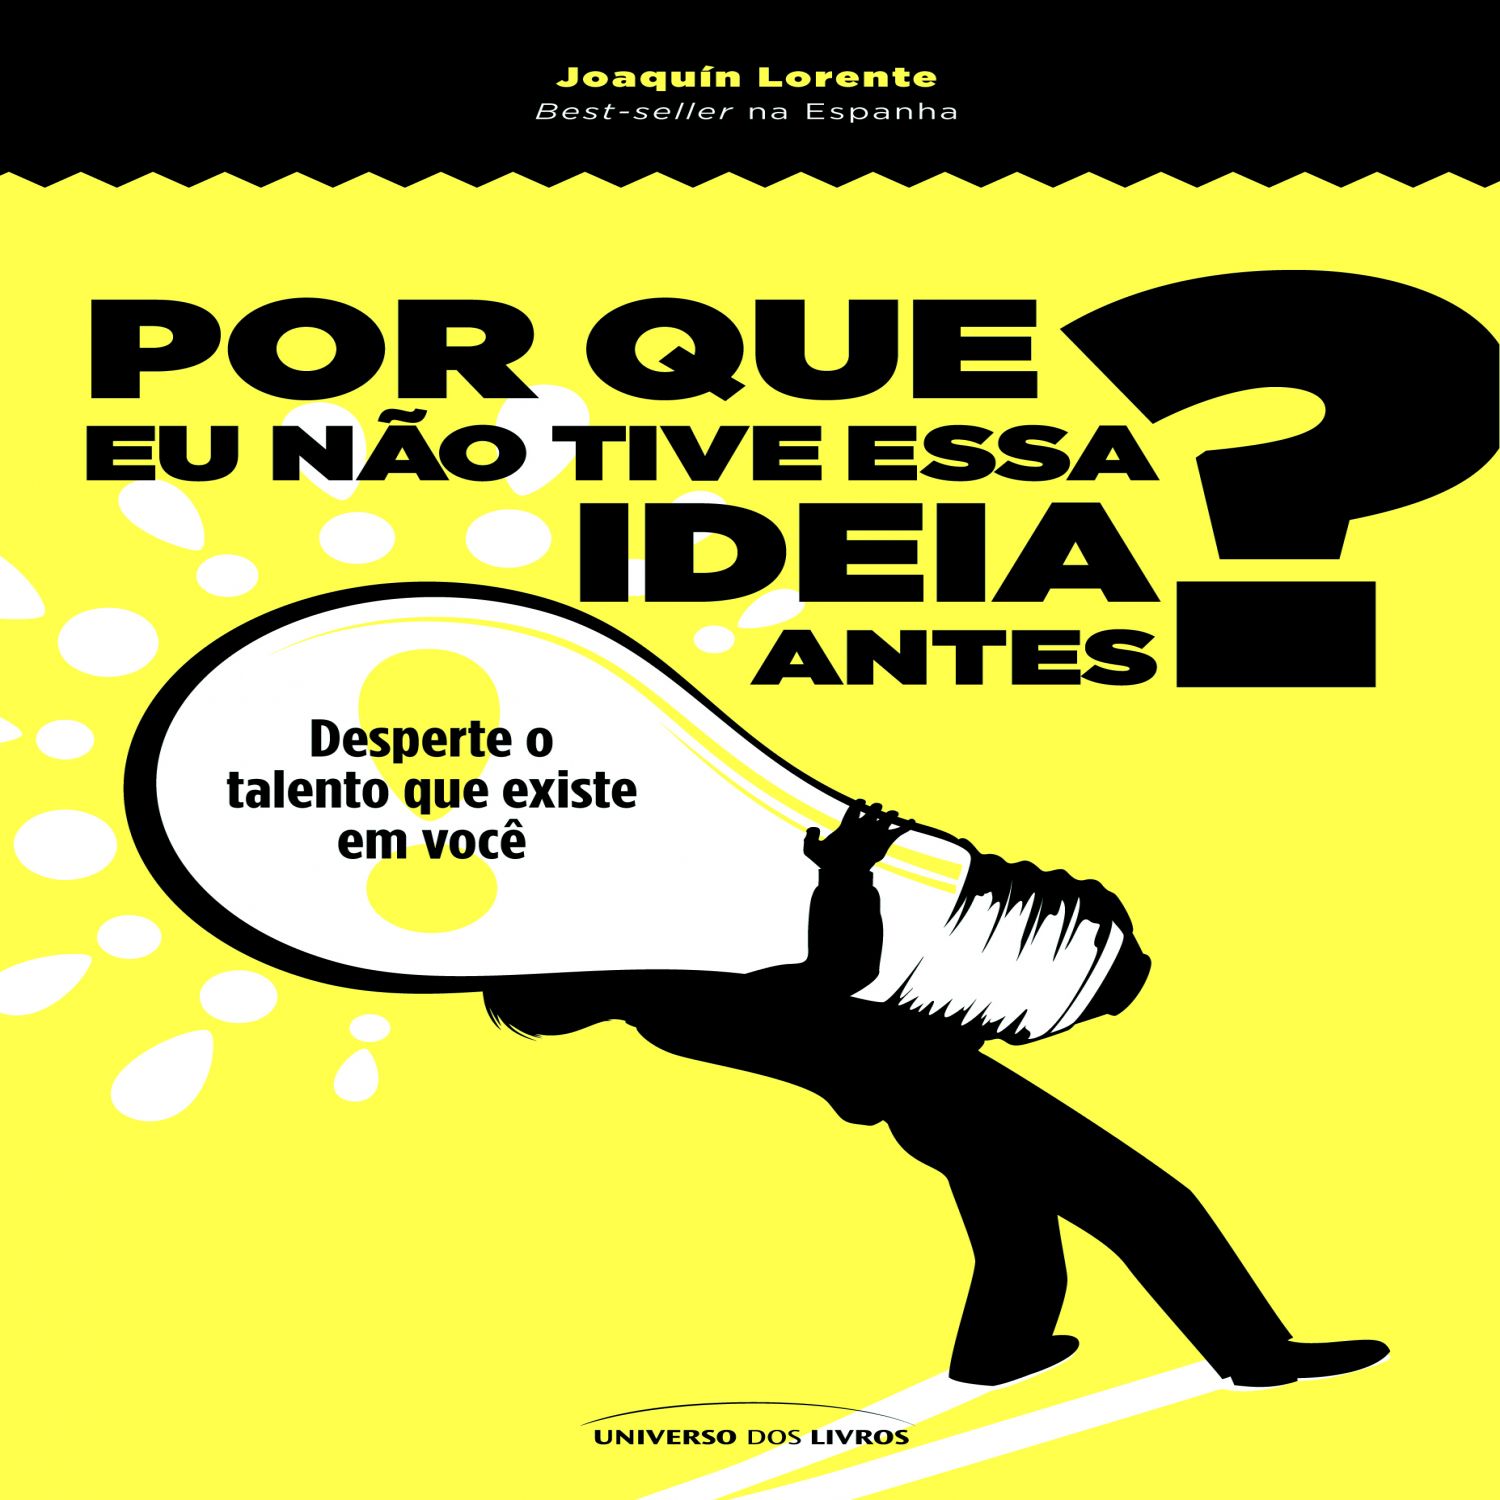 Joaquín Lorente
Best-seller na Espanha
POR QUE
EU NÃO TIVE ESSA
IDEIA
ANTES?
Desperte o
talento que existe
em você
UNIVERSO DOS LIVROS